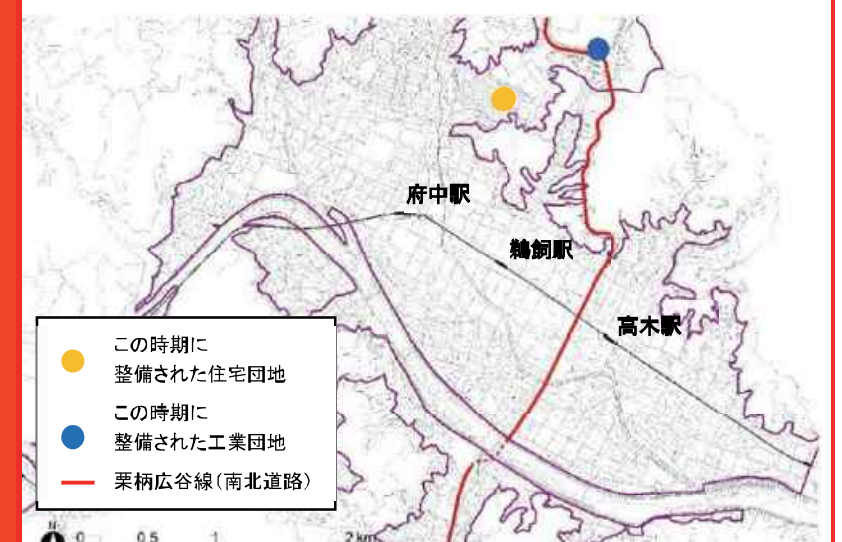 府中駅
鵜飼駅
高木駅
この時期に
整備された住宅団地
この時期に
整備された工業団地
栗柄広谷線(南北道路)
N
0 0.5 1 2 km